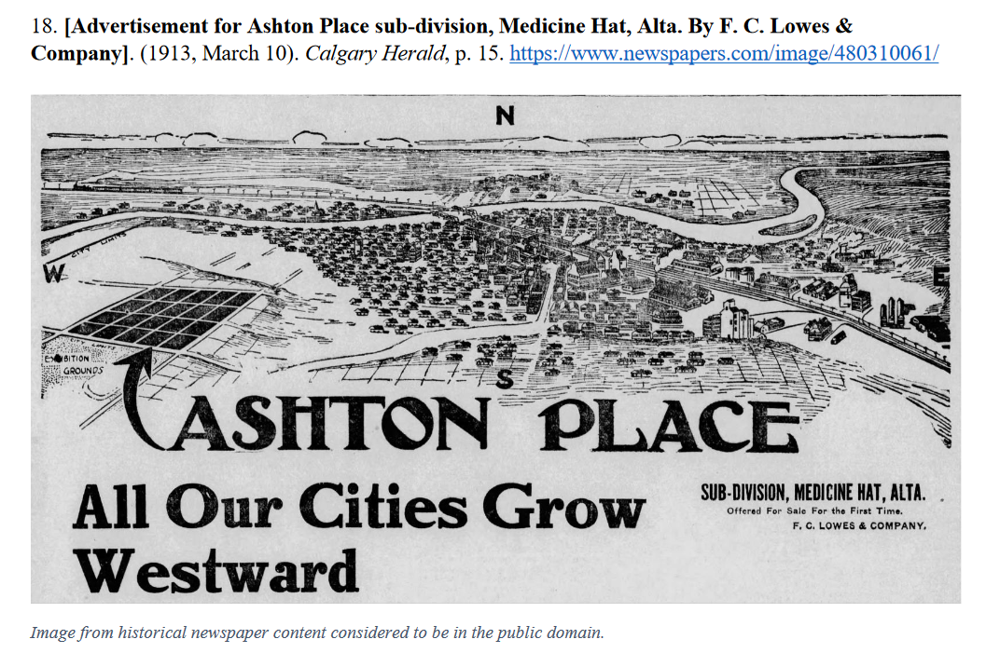 18. [Advertisement for Ashton Place sub-division, Medicine Hat, Alta. By F. C. Lowes &
Company]. (1913, March 10). Calgary Herald, p. 15. https://www.newspapers.com/image/480310061/
N
CITY LIMITS
W
E
EXHIBITION
GROUNDS
S
ASHTON PLACE
All Our Cities Grow
Westward
SUB-DIVISION, MEDICINE HAT, ALTA.
Offered For Sale For the First Time.
F. C. LOWES & COMPANY.
Image from historical newspaper content considered to be in the public domain.